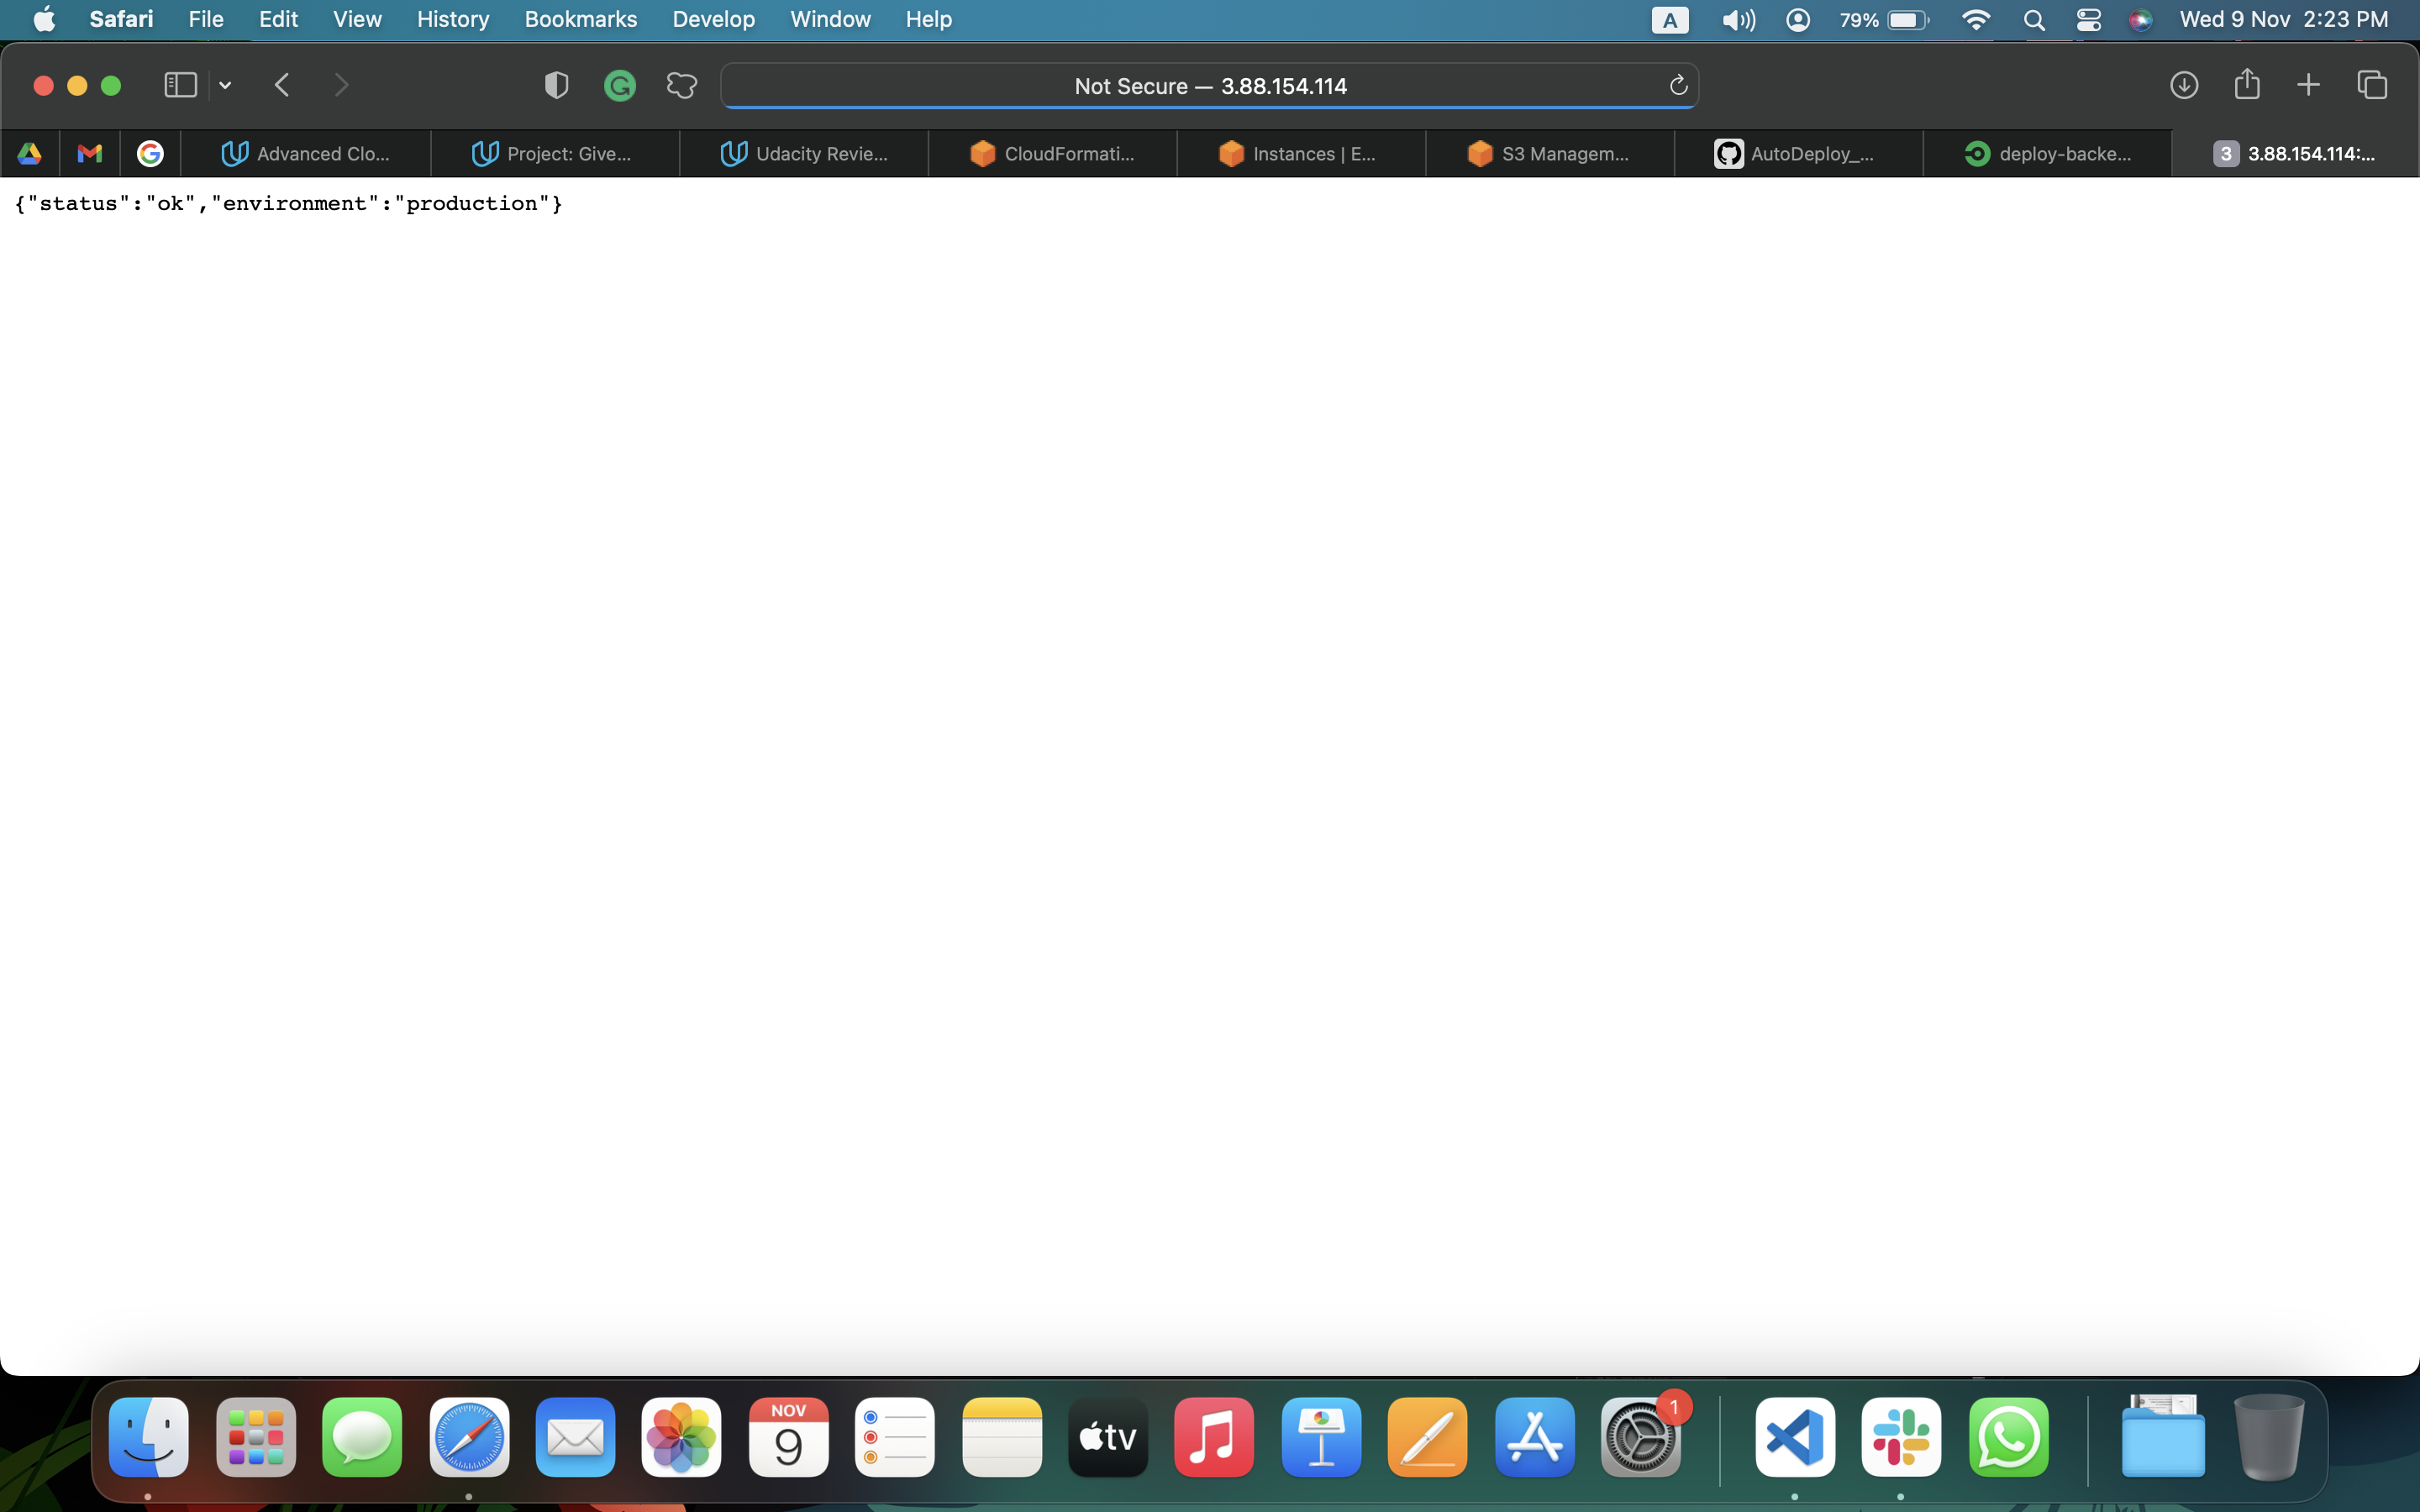 Safari File Edit View History Bookmarks Develop Window Help A 79% Wed 9 Nov 2:23 PM
Not Secure — 3.88.154.114
Advanced Clo... Project: Give... Udacity Revie... CloudFormati... Instances | E... S3 Managem... AutoDeploy_... deploy-backe... 3 3.88.154.114:...
{"status":"ok","environment":"production"}
NOV 1
9 tv